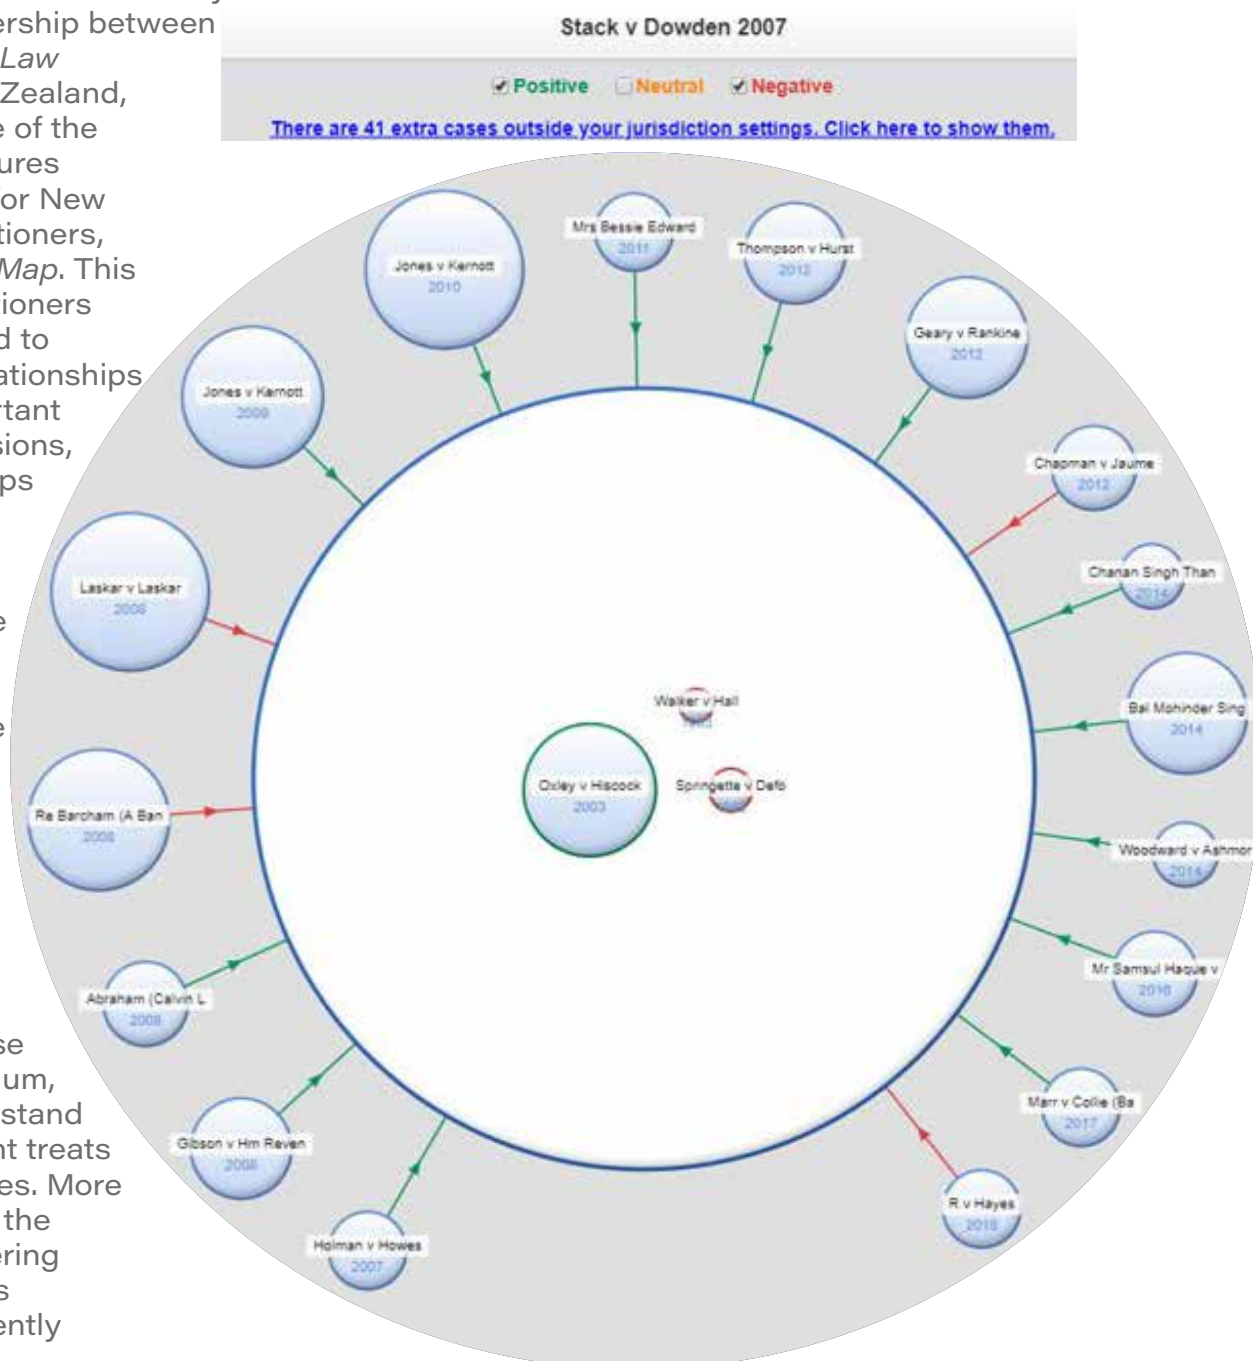 ership between
Law
Zealand,
e of the
ures
or New
tioners,
Map. This
tioners
d to
ationships
rtant
sions,
ps
e
e
se
um,
stand
nt treats
es. More
the
ering
s
ently
Stack v Dowden 2007
Positive Neutral Negative
There are 41 extra cases outside your jurisdiction settings. Click here to show them.
Mrs Bessie Edward
2011
Thompson v Hurst
2012
Geary v Rankine
2012
Chapman v Jaume
2012
Chanan Singh Than
2014
Bal Mohinder Sing
2014
Woodward v Ashmor
2014
Mr Samsul Haque v
2016
Marr v Collie (Ba
2017
R v Hayes
2018
Holman v Howes
2007
Gibson v Hm Reven
2008
Abraham (Calvin L
Re Barcham (A Ban
2008
Laskar v Laskar
2008
Jones v Kernott
2009
Jones v Kernott
2010
Walker v Hall
Oxley v Hiscock
2003
Springette v Defo